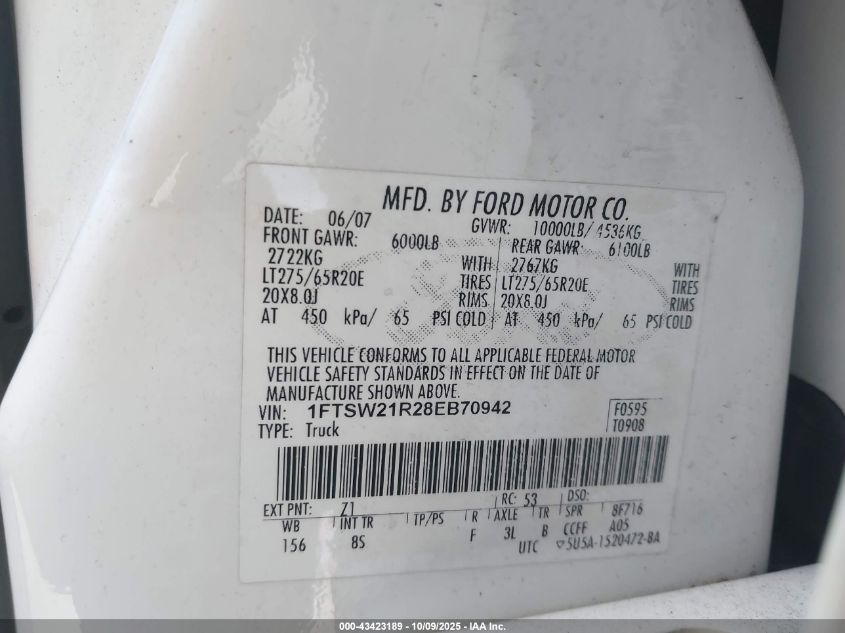 MFD. BY FORD MOTOR CO.
DATE: 06/07 GVWR: 10000LB/ 4536KG
FRONT GAWR: 6000LB REAR GAWR: 6100LB
2722KG WITH 2767KG WITH
LT275/65R20E TIRES LT275/65R20E TIRES
20X8.0J RIMS 20X8.0J RIMS
AT 450 kPa/ 65 PSI COLD AT 450 kPa/ 65 PSI COLD
THIS VEHICLE CONFORMS TO ALL APPLICABLE FEDERAL MOTOR
VEHICLE SAFETY STANDARDS IN EFFECT ON THE DATE OF
MANUFACTURE SHOWN ABOVE.
VIN: 1FTSW21R28EB70942 F0595
TYPE: Truck T0908
EXT PNT: Z1 RC: 53 DSO:
WB INT TR TP/PS R AXLE TR SPR 8F716
156 8S F 3L B CCFF A05
UTC ▽5U5A-1520472-BA
000-43423189 - 10/09/2025 - IAA Inc.